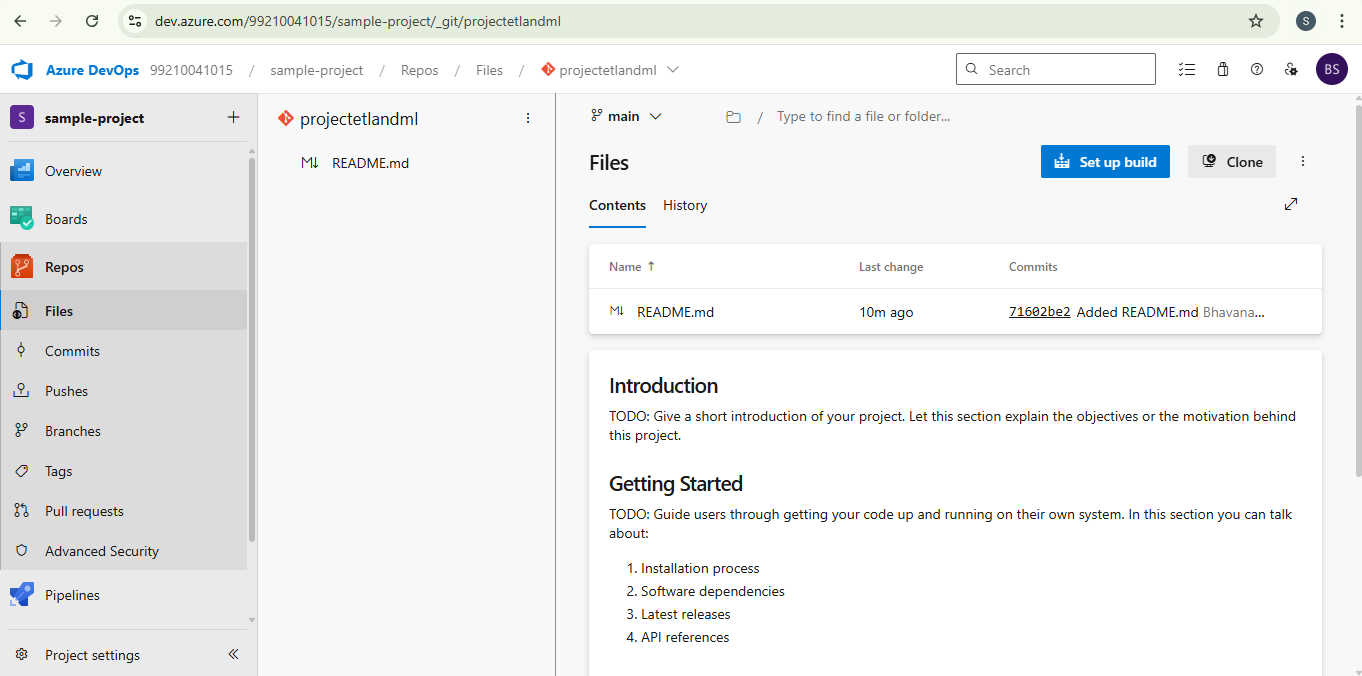 dev.azure.com/99210041015/sample-project/_git/projectetlandml
S
Azure DevOps 99210041015 / sample-project / Repos / Files / projectetlandml
Search
BS
S sample-project
Overview
Boards
Repos
Files
Commits
Pushes
Branches
Tags
Pull requests
Advanced Security
Pipelines
Project settings
projectetlandml
README.md
main / Type to find a file or folder...
Files
Set up build
Clone
Contents History
Name Last change Commits
README.md 10m ago 71602be2 Added README.md Bhavana...
Introduction
TODO: Give a short introduction of your project. Let this section explain the objectives or the motivation behind
this project.
Getting Started
TODO: Guide users through getting your code up and running on their own system. In this section you can talk
about:
1. Installation process
2. Software dependencies
3. Latest releases
4. API references